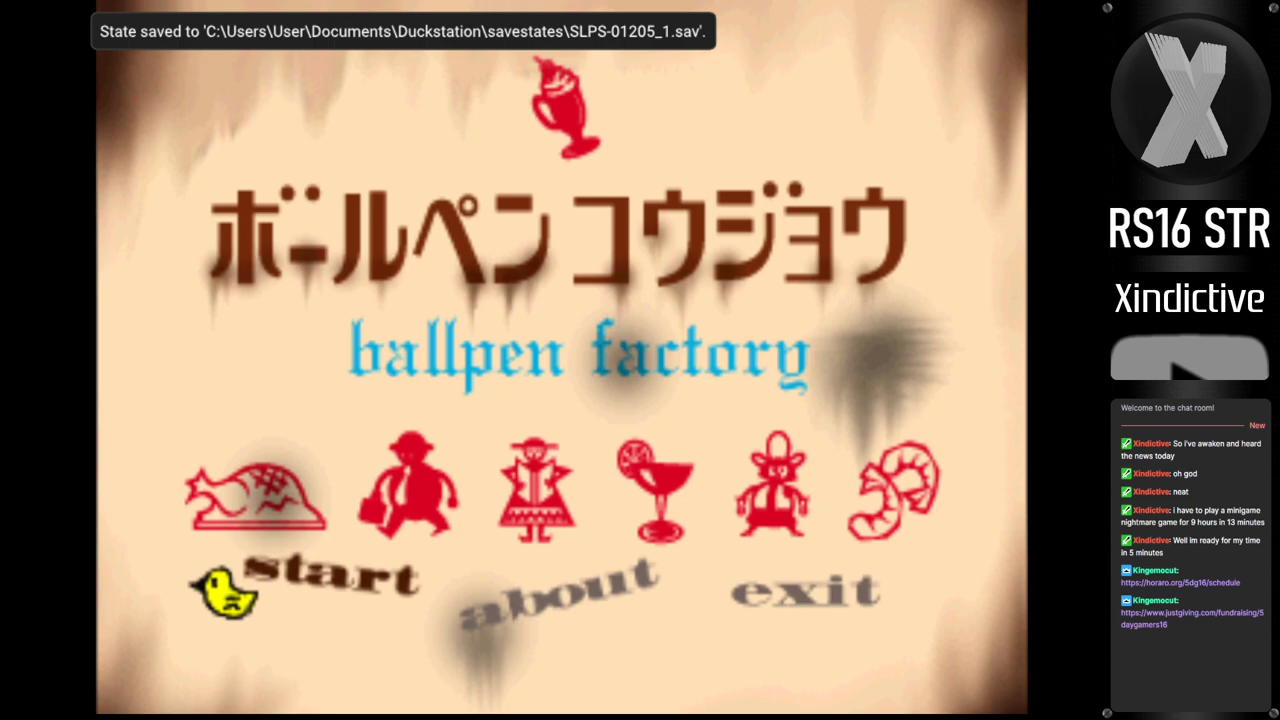 State saved to 'C:\Users\User\Documents\Duckstation\savestates\SLPS-01205_1.sav'.
ボールペン コウジョウ
ballpen factory
start
about
exit
X
RS16 STR
Xindictive
Welcome to the chat room!
New
Xindictive: So i've awaken and heard
the news today
Xindictive: oh god
Xindictive: neat
Xindictive: i have to play a minigame
nightmare game for 9 hours in 13 minutes
Xindictive: Well im ready for my time
in 5 minutes
Kingemocut:
https://horaro.org/5dg16/schedule
Kingemocut:
https://www.justgiving.com/fundraising/5
daygamers16